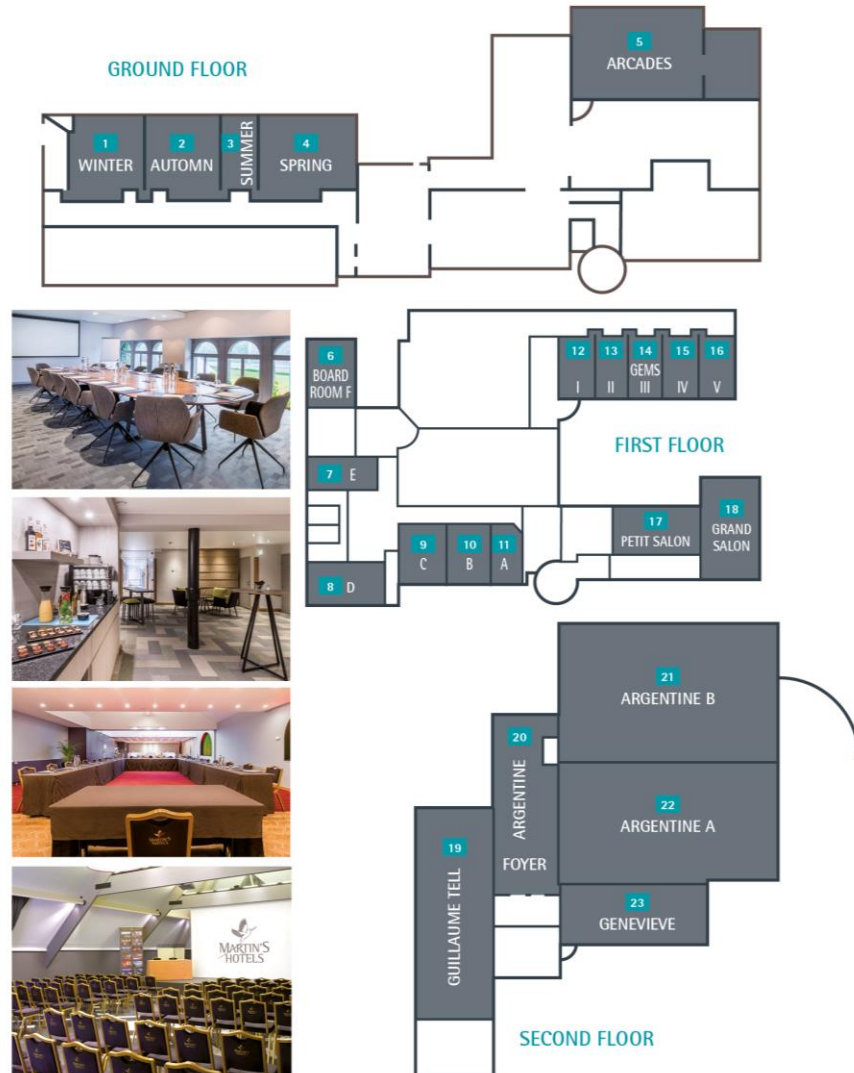 GROUND FLOOR
5
ARCADES
1
WINTER
2
AUTOMN
3
SUMMER
4
SPRING
6
BOARD
ROOM F
7 E
8 D
9
C
10
B
11
A
12
I
13
II
14
GEMS
III
15
IV
16
V
FIRST FLOOR
17
PETIT SALON
18
GRAND
SALON
21
ARGENTINE B
20
ARGENTINE
FOYER
22
ARGENTINE A
19
GUILLAUME TELL
23
GENEVIEVE
SECOND FLOOR
MARTIN'S
HOTELS
MARTIN'S
HOTELS